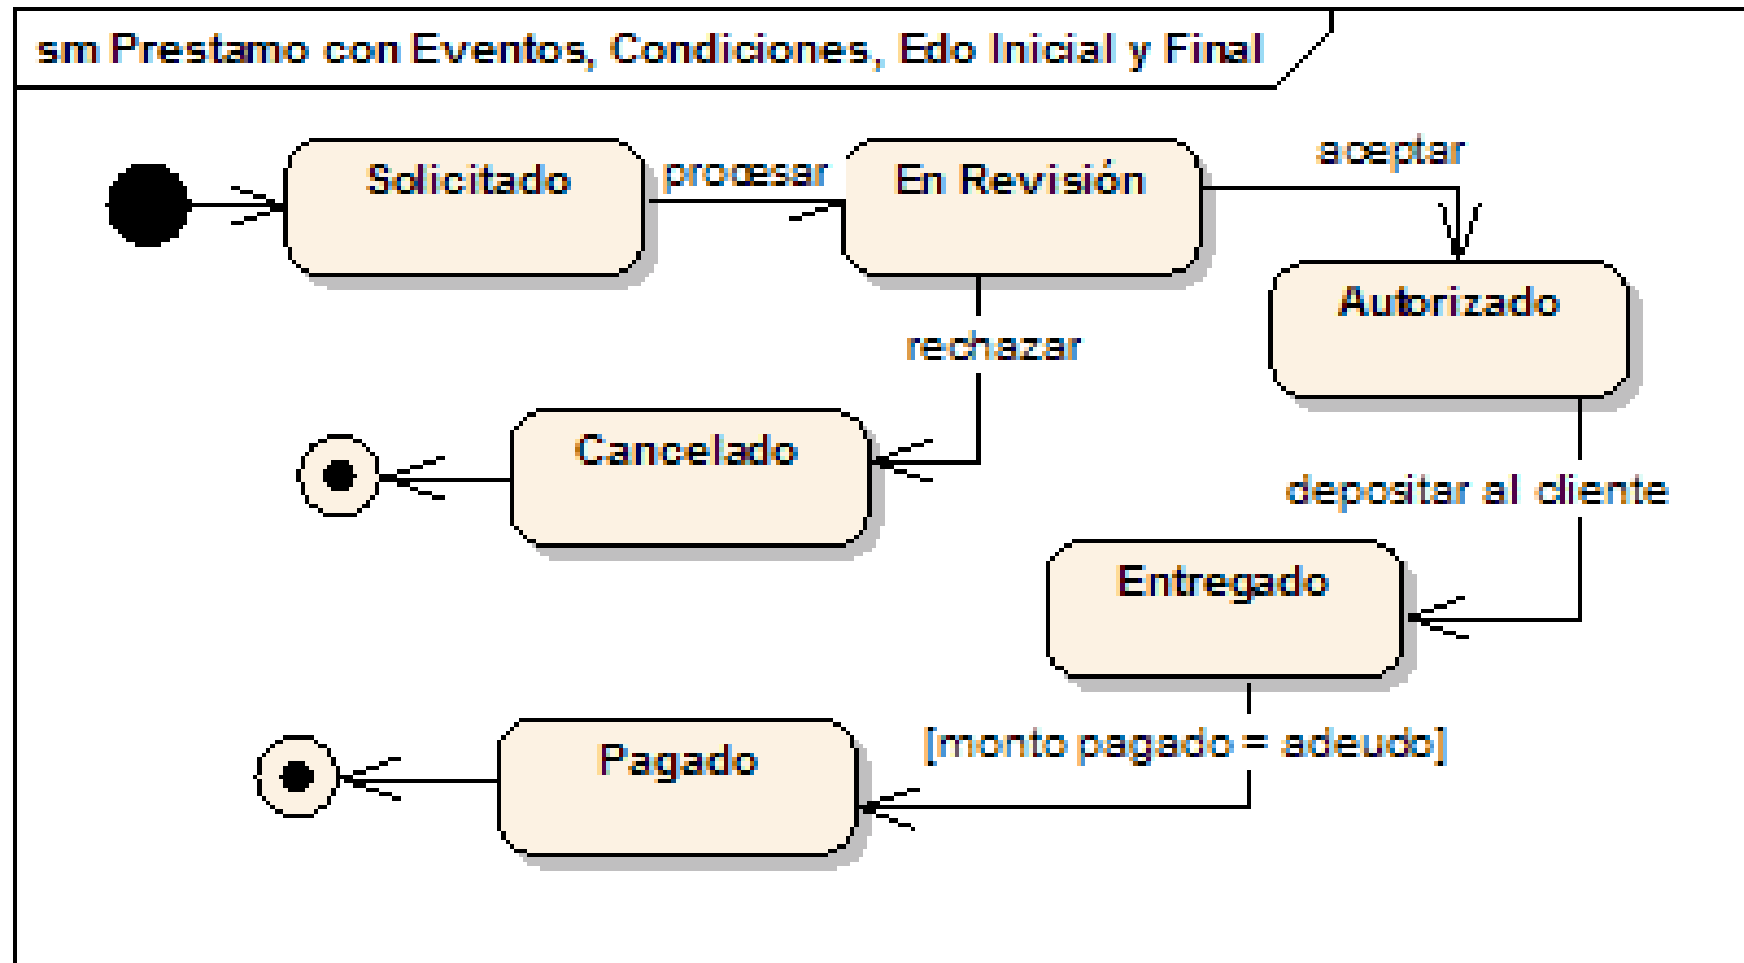 sm Prestamo con Eventos, Condiciones, Edo Inicial y Final
Solicitado
procesar
En Revisión
aceptar
Autorizado
rechazar
Cancelado
depositar al cliente
Entregado
[monto pagado = adeudo]
Pagado